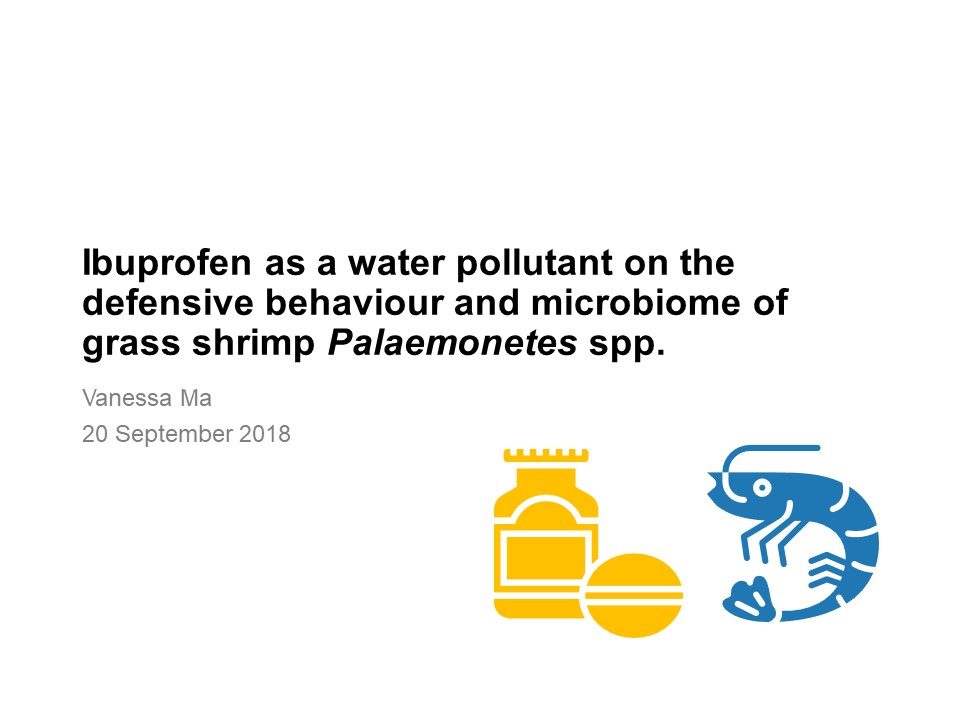 Ibuprofen as a water pollutant on the
defensive behaviour and microbiome of
grass shrimp Palaemonetes spp.
Vanessa Ma
20 September 2018